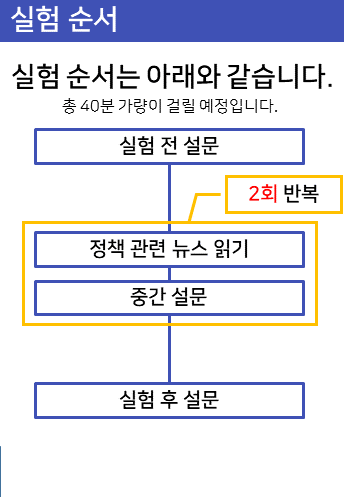 실험 순서
실험 순서는 아래와 같습니다.
총 40분 가량이 걸릴 예정입니다.
실험 전 설문
2회 반복
정책 관련 뉴스 읽기
중간 설문
실험 후 설문